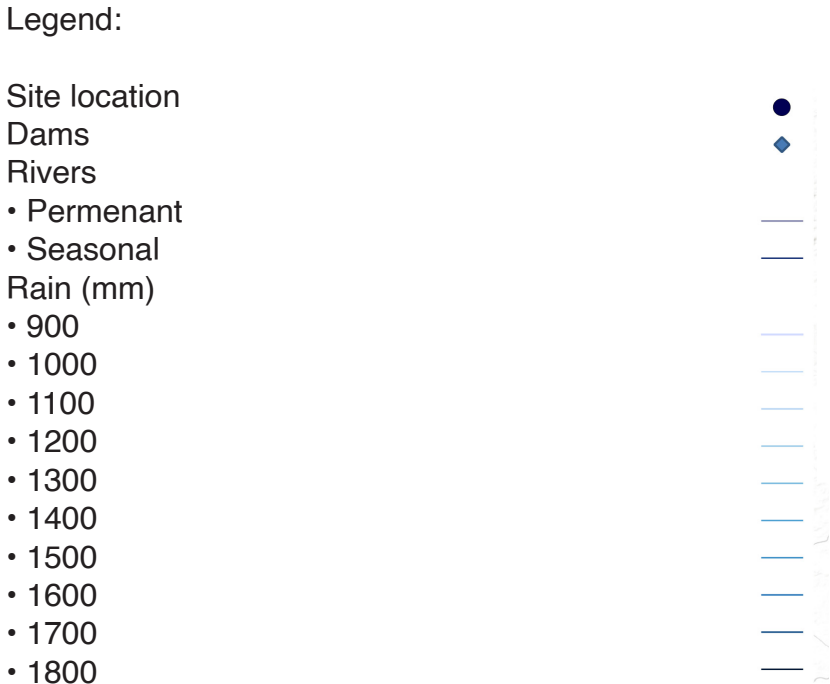 Legend:
Site location
Dams
Rivers
• Permenant
• Seasonal
Rain (mm)
• 900
• 1000
• 1100
• 1200
• 1300
• 1400
• 1500
• 1600
• 1700
• 1800